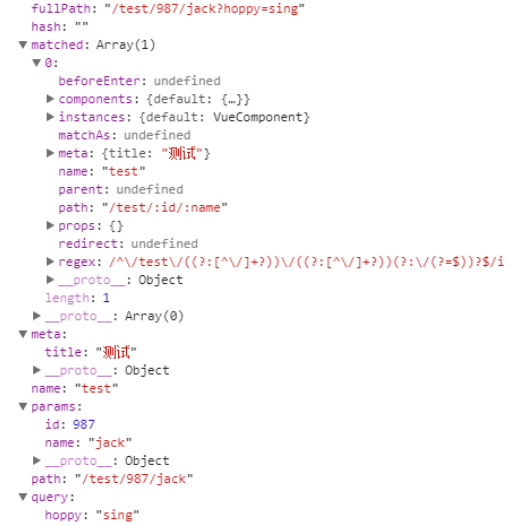 fullPath: "/test/987/jack?hoppy=sing"
hash: ""
▼matched: Array(1)
▼0:
beforeEnter: undefined
▶components: {default: {…}}
▶instances: {default: VueComponent}
matchAs: undefined
▶meta: {title: "测试"}
name: "test"
parent: undefined
path: "/test/:id/:name"
▶props: {}
redirect: undefined
▶regex: /^\/test\/((?:[^\/]+?))\/((?:[^\/]+?))(?:\/(?=$))?$/i
▶__proto__: Object
length: 1
▶__proto__: Array(0)
▼meta:
title: "测试"
▶__proto__: Object
name: "test"
▼params:
id: 987
name: "jack"
▶__proto__: Object
path: "/test/987/jack"
▼query:
hoppy: "sing"